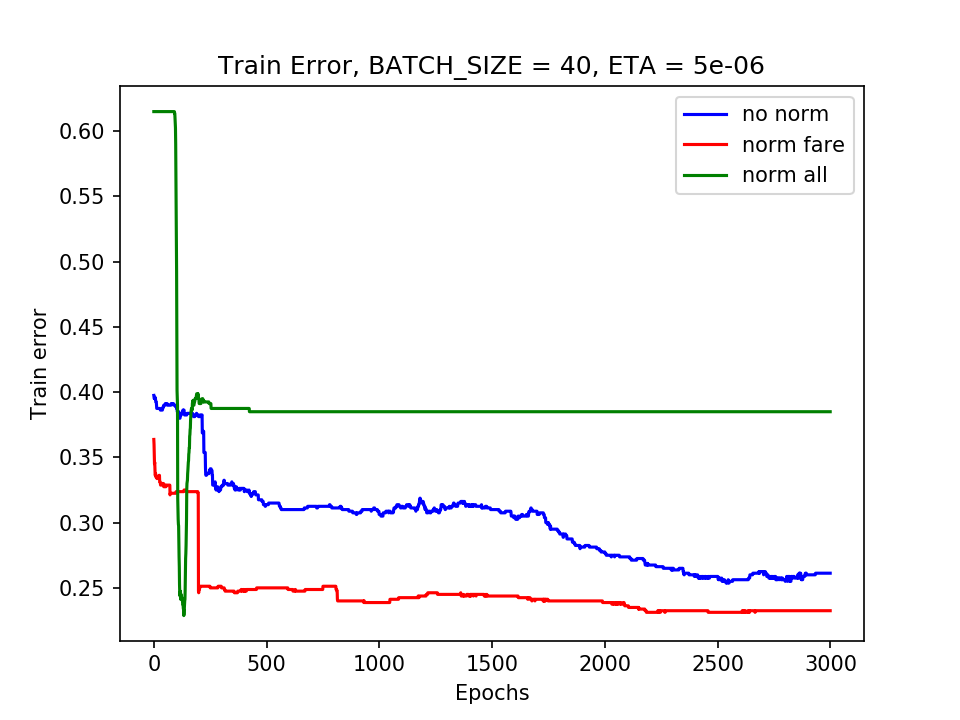 Train Error, BATCH_SIZE = 40, ETA = 5e-06
no norm
norm fare
norm all
Train error
0.60
0.55
0.50
0.45
0.40
0.35
0.30
0.25
0 500 1000 1500 2000 2500 3000
Epochs